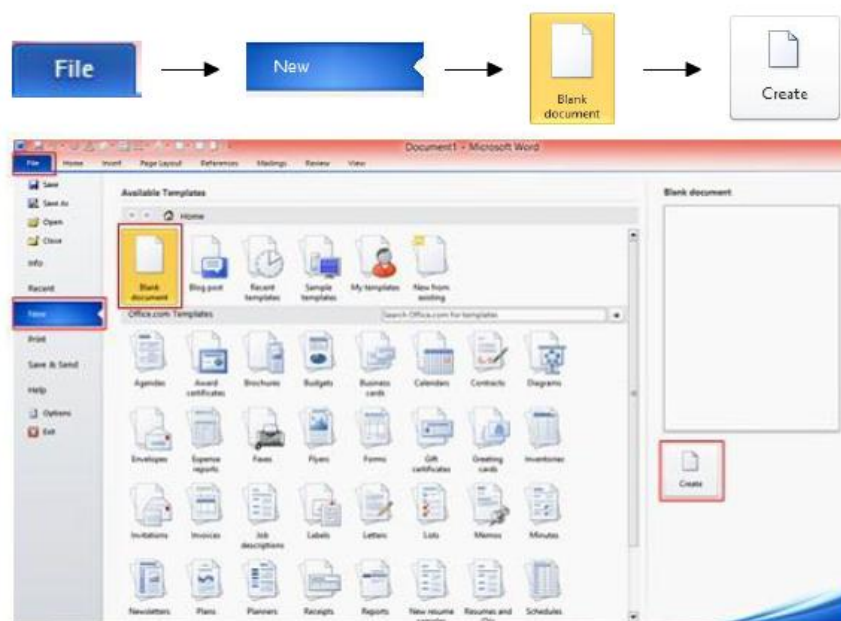 File
New
Blank
document
Create
Document1 - Microsoft Word
File Home Insert Page Layout References Mailings Review View
Save
Save As
Open
Close
Info
Recent
New
Print
Save & Send
Help
Options
Exit
Available Templates
Home
Blank document
Blog post
Recent templates
Sample templates
My templates
New from existing
Office.com Templates
Search Office.com for templates
Agendas
Award certificates
Brochures
Budgets
Business cards
Calendars
Contracts
Diagrams
Envelopes
Expense reports
Faxes
Flyers
Forms
Gift certificates
Greeting cards
Inventories
Invitations
Invoices
Job descriptions
Labels
Letters
Lists
Memos
Minutes
Newsletters
Plans
Planners
Receipts
Reports
New resume
Resumes and
Schedules
Blank document
Create